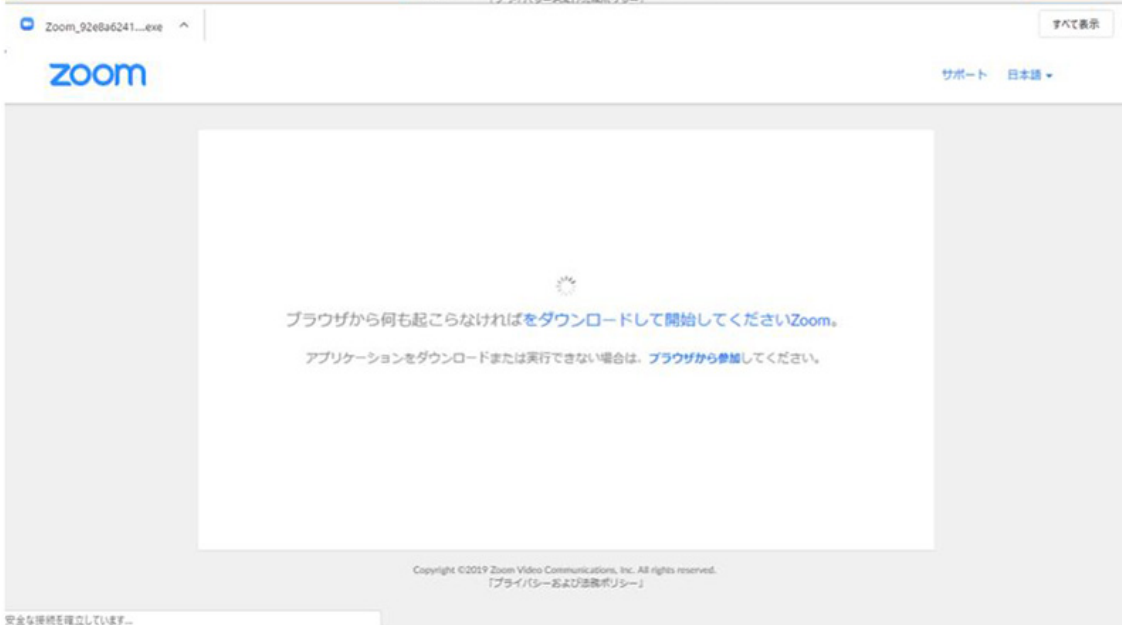 Zoom_92e8a6241....exe
すべて表示
zoom
サポート 日本語
ブラウザから何も起こらなければをダウンロードして開始してくださいZoom。
アプリケーションをダウンロードまたは実行できない場合は、ブラウザから参加してください。
Copyright ©2019 Zoom Video Communications, Inc. All rights reserved.
「プライバシーおよび法務ポリシー」
安全な接続を確立しています...